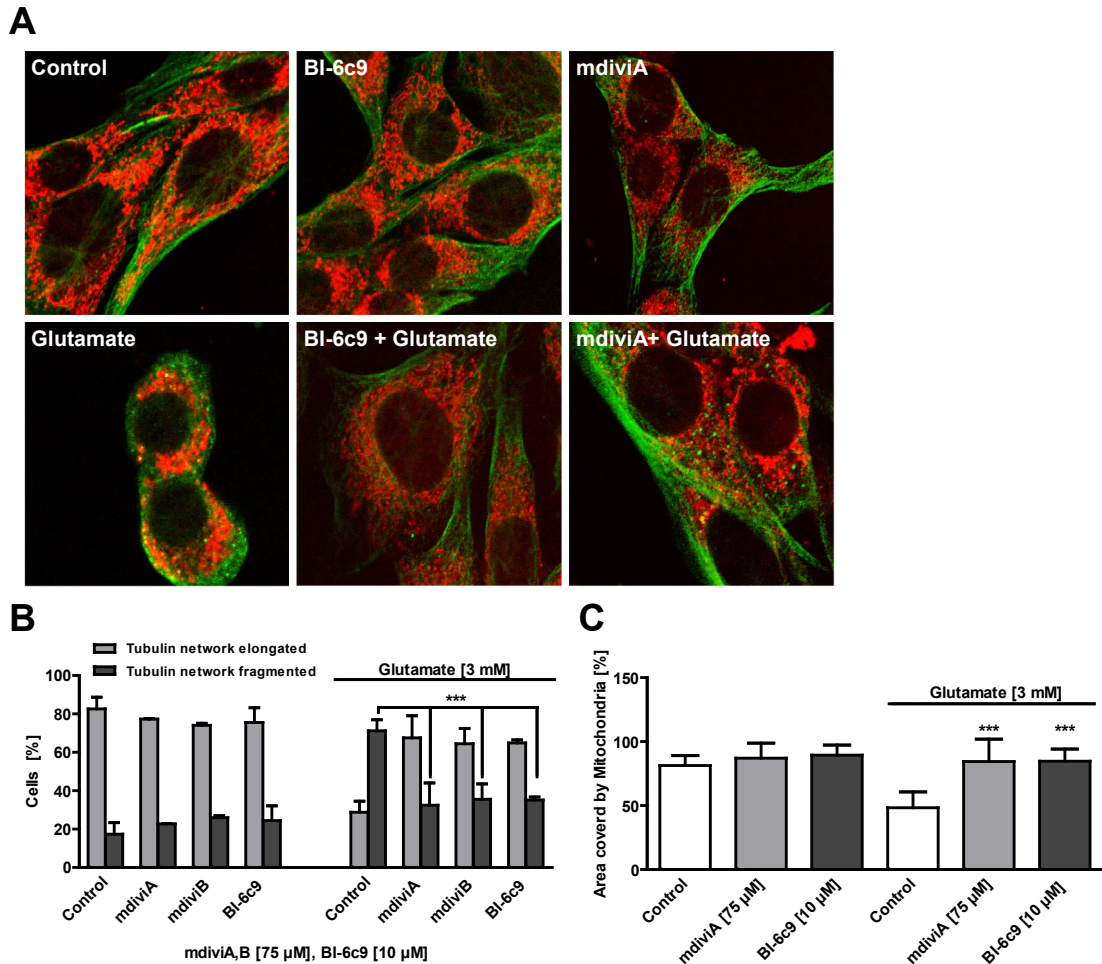 A
Control
BI-6c9
mdiviA
Glutamate
BI-6c9 + Glutamate
mdiviA+ Glutamate
B
Tubulin network elongated
Tubulin network fragmented
Glutamate [3 mM]
***
100
80
60
40
20
0
Cells [%]
Control
mdiviA
mdiviB
BI-6c9
Control
mdiviA
mdiviB
BI-6c9
mdiviA,B [75 µM], BI-6c9 [10 µM]
C
Glutamate [3 mM]
*** ***
150
100
50
0
Area coverd by Mitochondria [%]
Control
mdiviA [75 µM]
BI-6c9 [10 µM]
Control
mdiviA [75 µM]
BI-6c9 [10 µM]